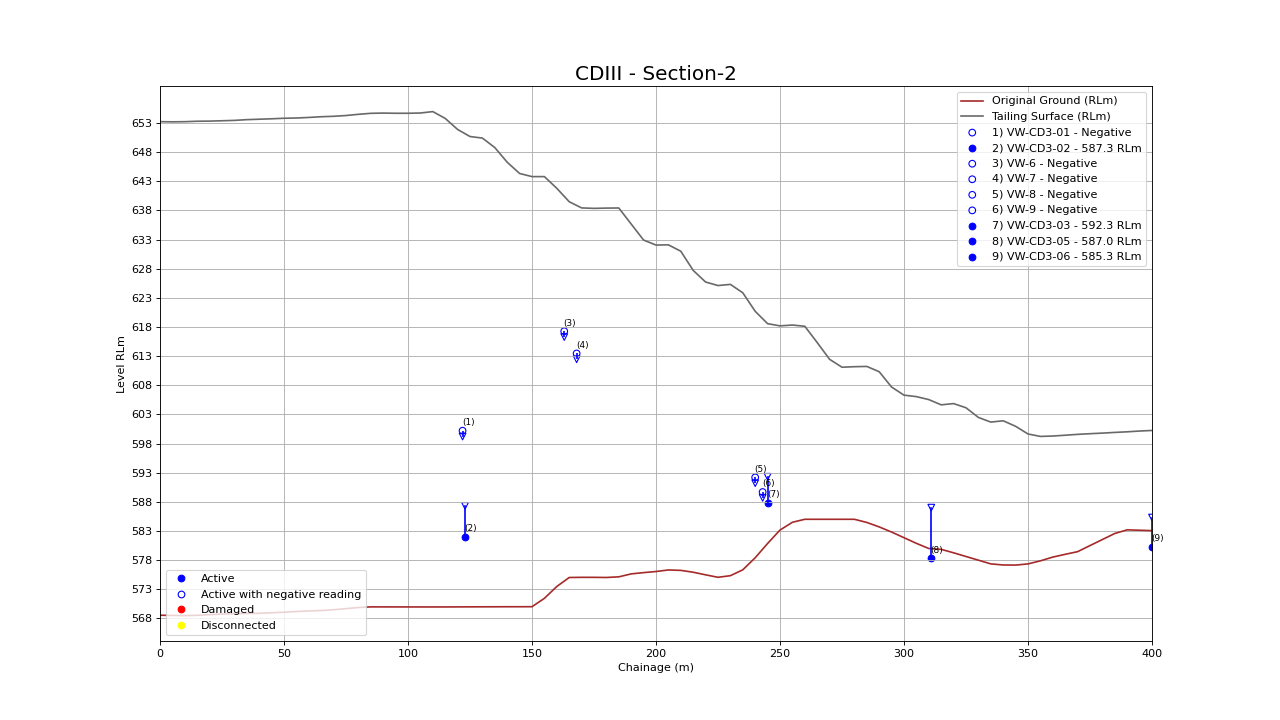 CDIII - Section-2
Original Ground (RLm)
Tailing Surface (RLm)
1) VW-CD3-01 - Negative
2) VW-CD3-02 - 587.3 RLm
3) VW-6 - Negative
4) VW-7 - Negative
5) VW-8 - Negative
6) VW-9 - Negative
7) VW-CD3-03 - 592.3 RLm
8) VW-CD3-05 - 587.0 RLm
9) VW-CD3-06 - 585.3 RLm
653
648
643
638
633
628
623
618
613
608
603
598
593
588
583
578
573
568
Level RLm
(3)
(4)
(1)
(5)
(6)
(7)
(2)
(8)
(9)
Active
Active with negative reading
Damaged
Disconnected
0 50 100 150 200 250 300 350 400
Chainage (m)